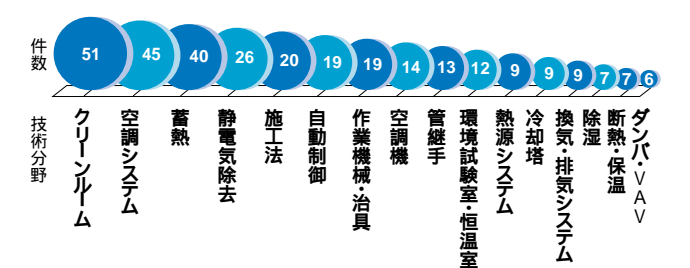 件数
51
45
40
26
20
19
19
14
13
12
9
9
9
7
7
6
技術分野
クリーンルーム
空調システム
蓄熱
静電気除去
施工法
自動制御
作業機械・治具
空調機
管継手
環境試験室・恒温室
熱源システム
冷却塔
換気・排気システム
除湿
断熱・保温
ダンパ・VAV